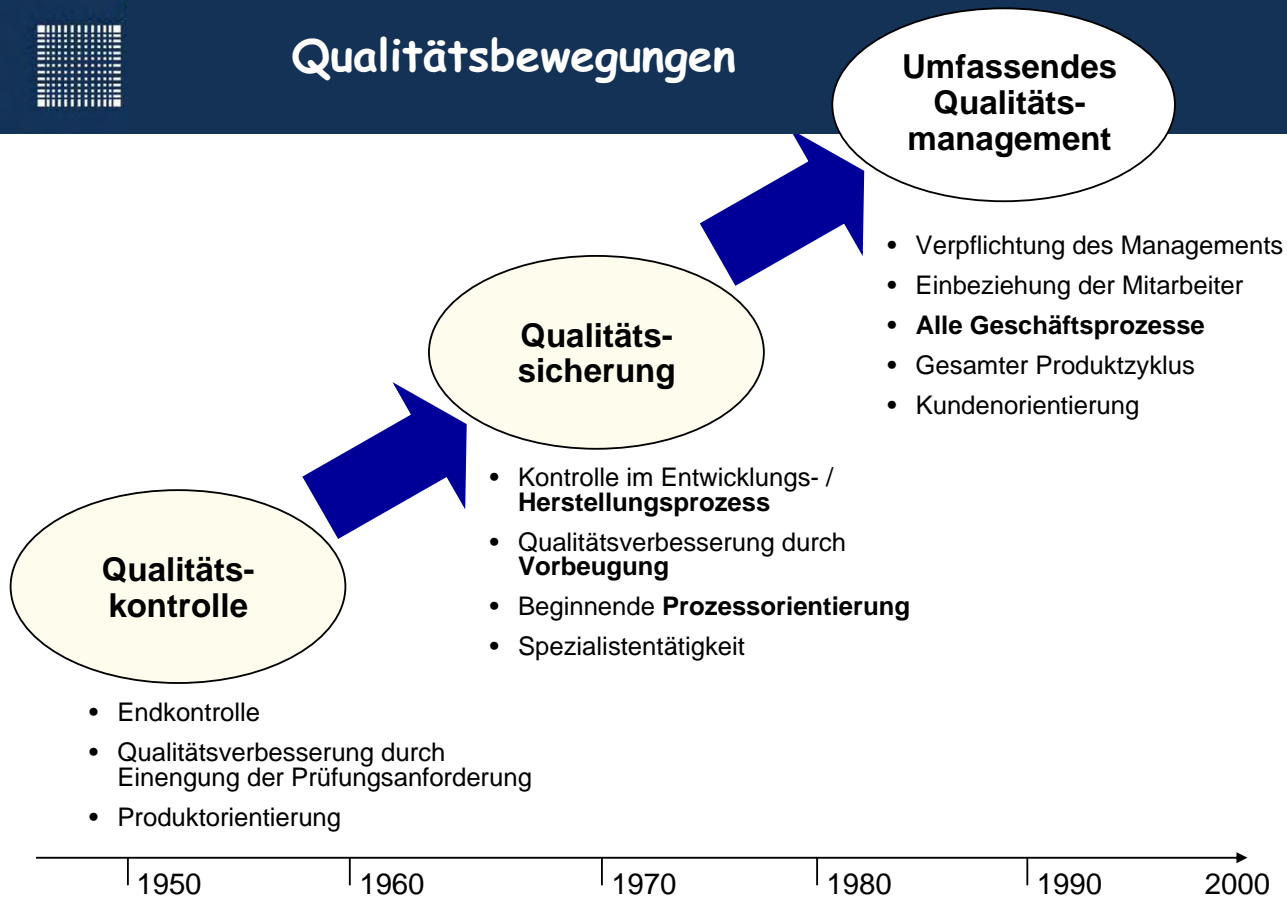 Qualitätsbewegungen
Umfassendes
Qualitäts-
management
• Verpflichtung des Managements
• Einbeziehung der Mitarbeiter
• Alle Geschäftsprozesse
• Gesamter Produktzyklus
• Kundenorientierung
Qualitäts-
sicherung
• Kontrolle im Entwicklungs- /
Herstellungsprozess
• Qualitätsverbesserung durch
Vorbeugung
• Beginnende Prozessorientierung
• Spezialistentätigkeit
Qualitäts-
kontrolle
• Endkontrolle
• Qualitätsverbesserung durch
Einengung der Prüfungsanforderung
• Produktorientierung
1950 1960 1970 1980 1990 2000